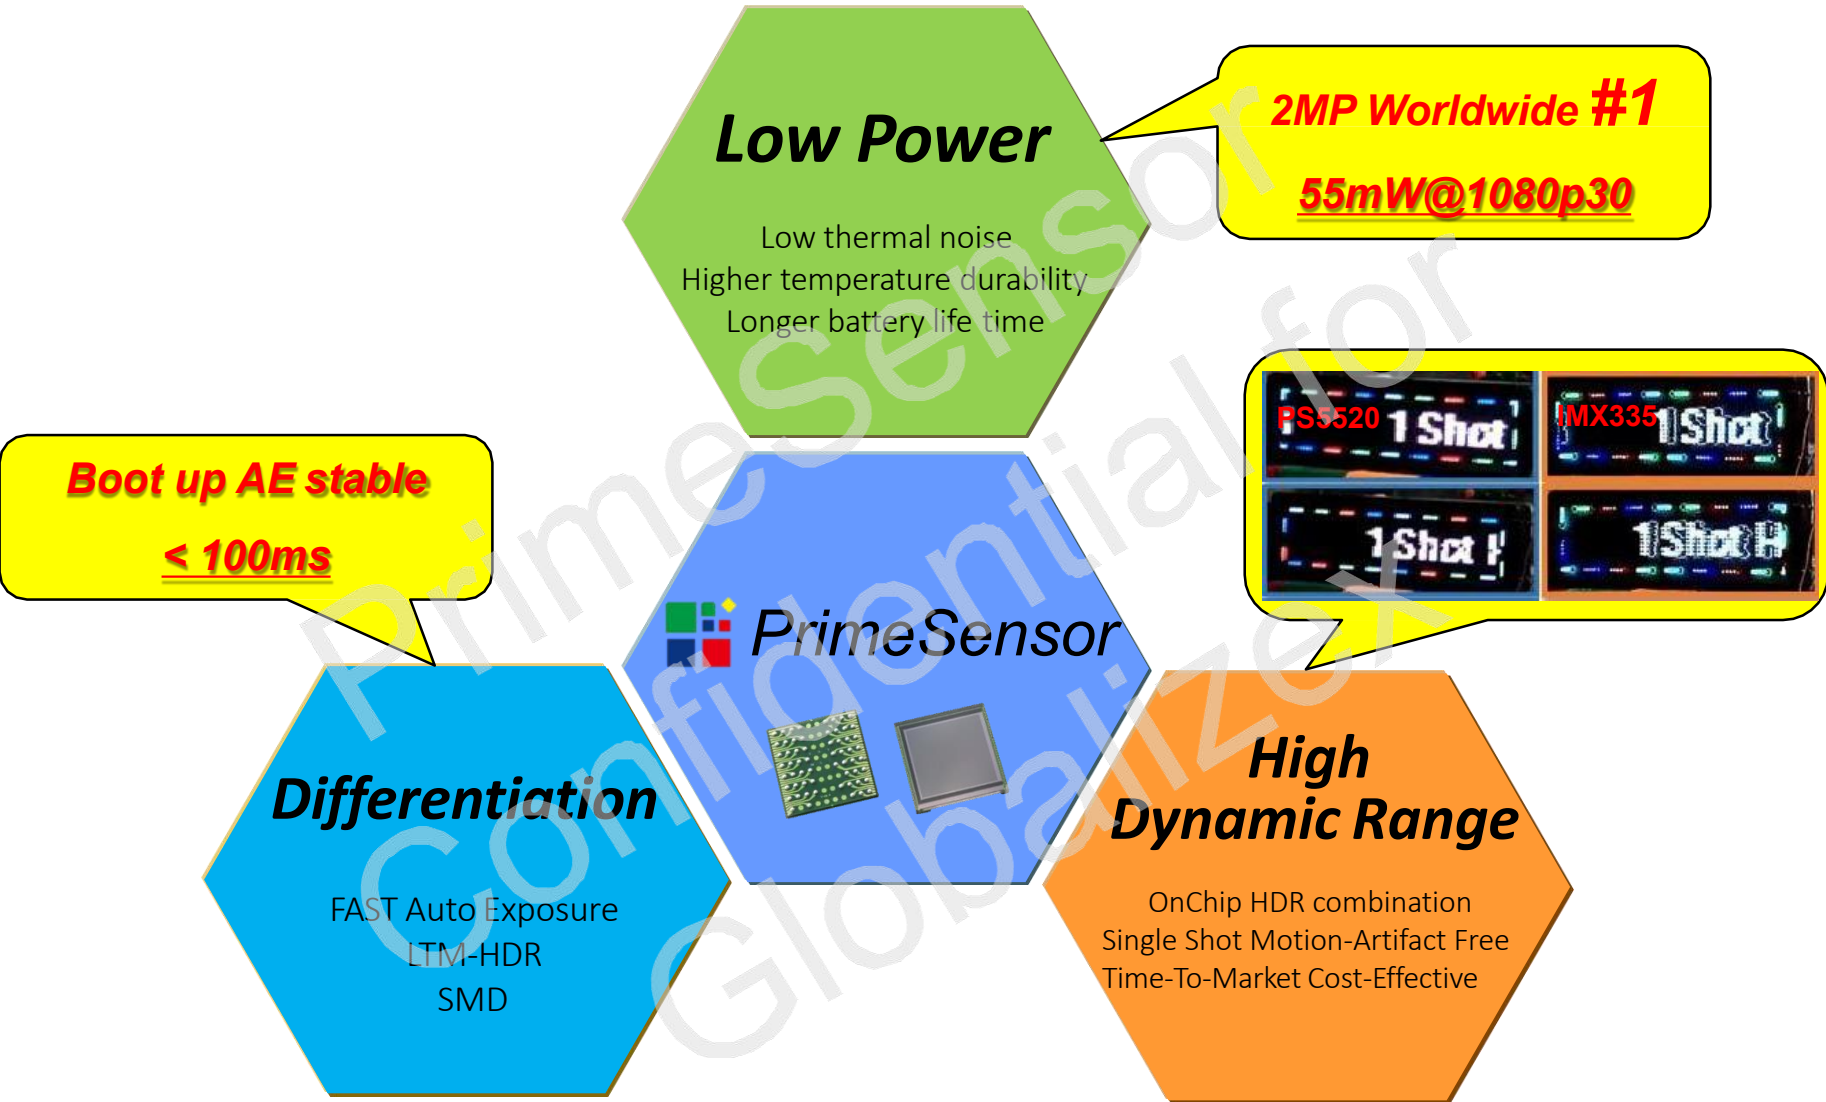 Low Power
Low thermal noise
Higher temperature durability
Longer battery life time
2MP Worldwide #1
55mW@1080p30
PS5520
1 Shot
IMX335
1 Shot
1 Shot H
1 Shot H
Boot up AE stable
< 100ms
PrimeSensor
Differentiation
FAST Auto Exposure
LTM-HDR
SMD
High
Dynamic Range
OnChip HDR combination
Single Shot Motion-Artifact Free
Time-To-Market Cost-Effective
PrimeSensor
Confidential for
Globalizex